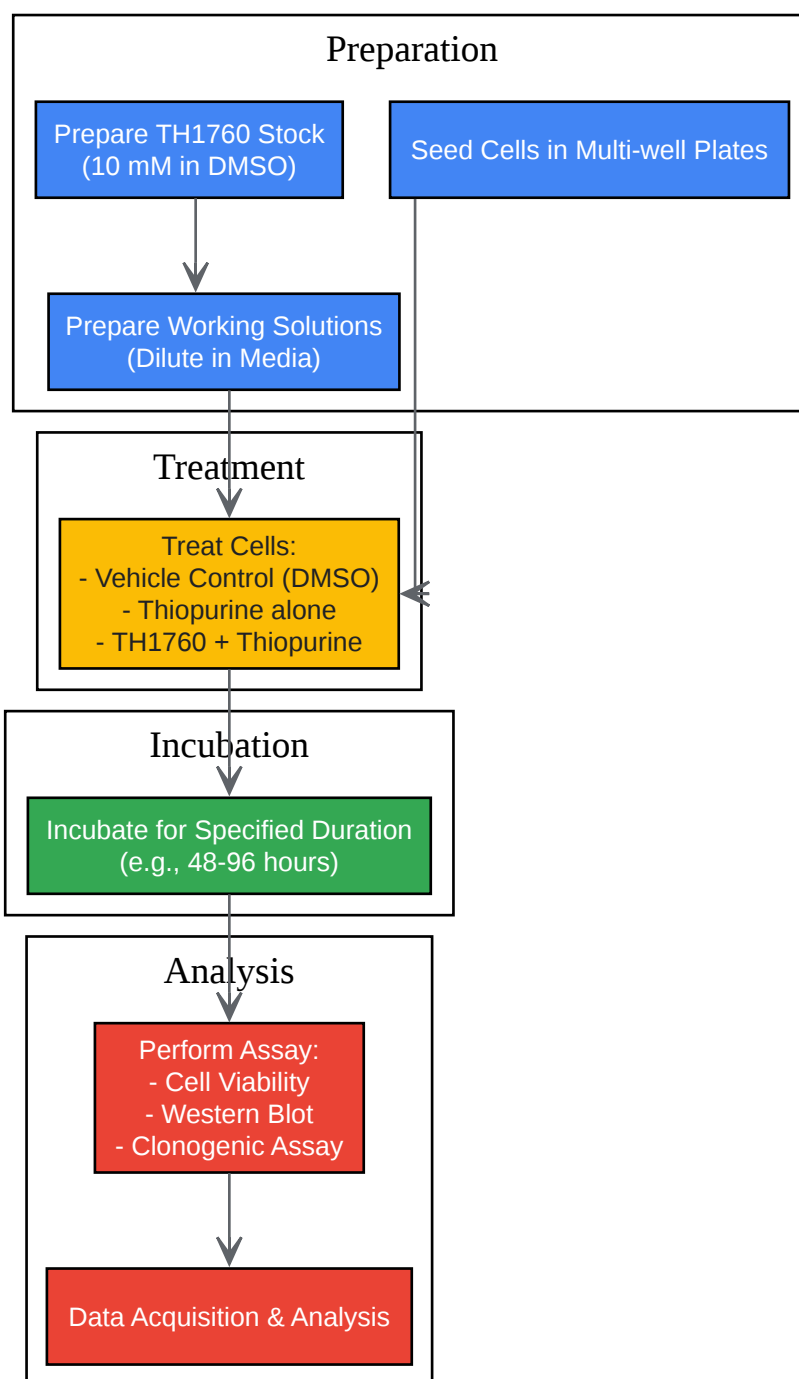 Preparation
Prepare TH1760 Stock
(10 mM in DMSO)
Seed Cells in Multi-well Plates
Prepare Working Solutions
(Dilute in Media)
Treatment
Treat Cells:
- Vehicle Control (DMSO)
- Thiopurine alone
- TH1760 + Thiopurine
Incubation
Incubate for Specified Duration
(e.g., 48-96 hours)
Analysis
Perform Assay:
- Cell Viability
- Western Blot
- Clonogenic Assay
Data Acquisition & Analysis